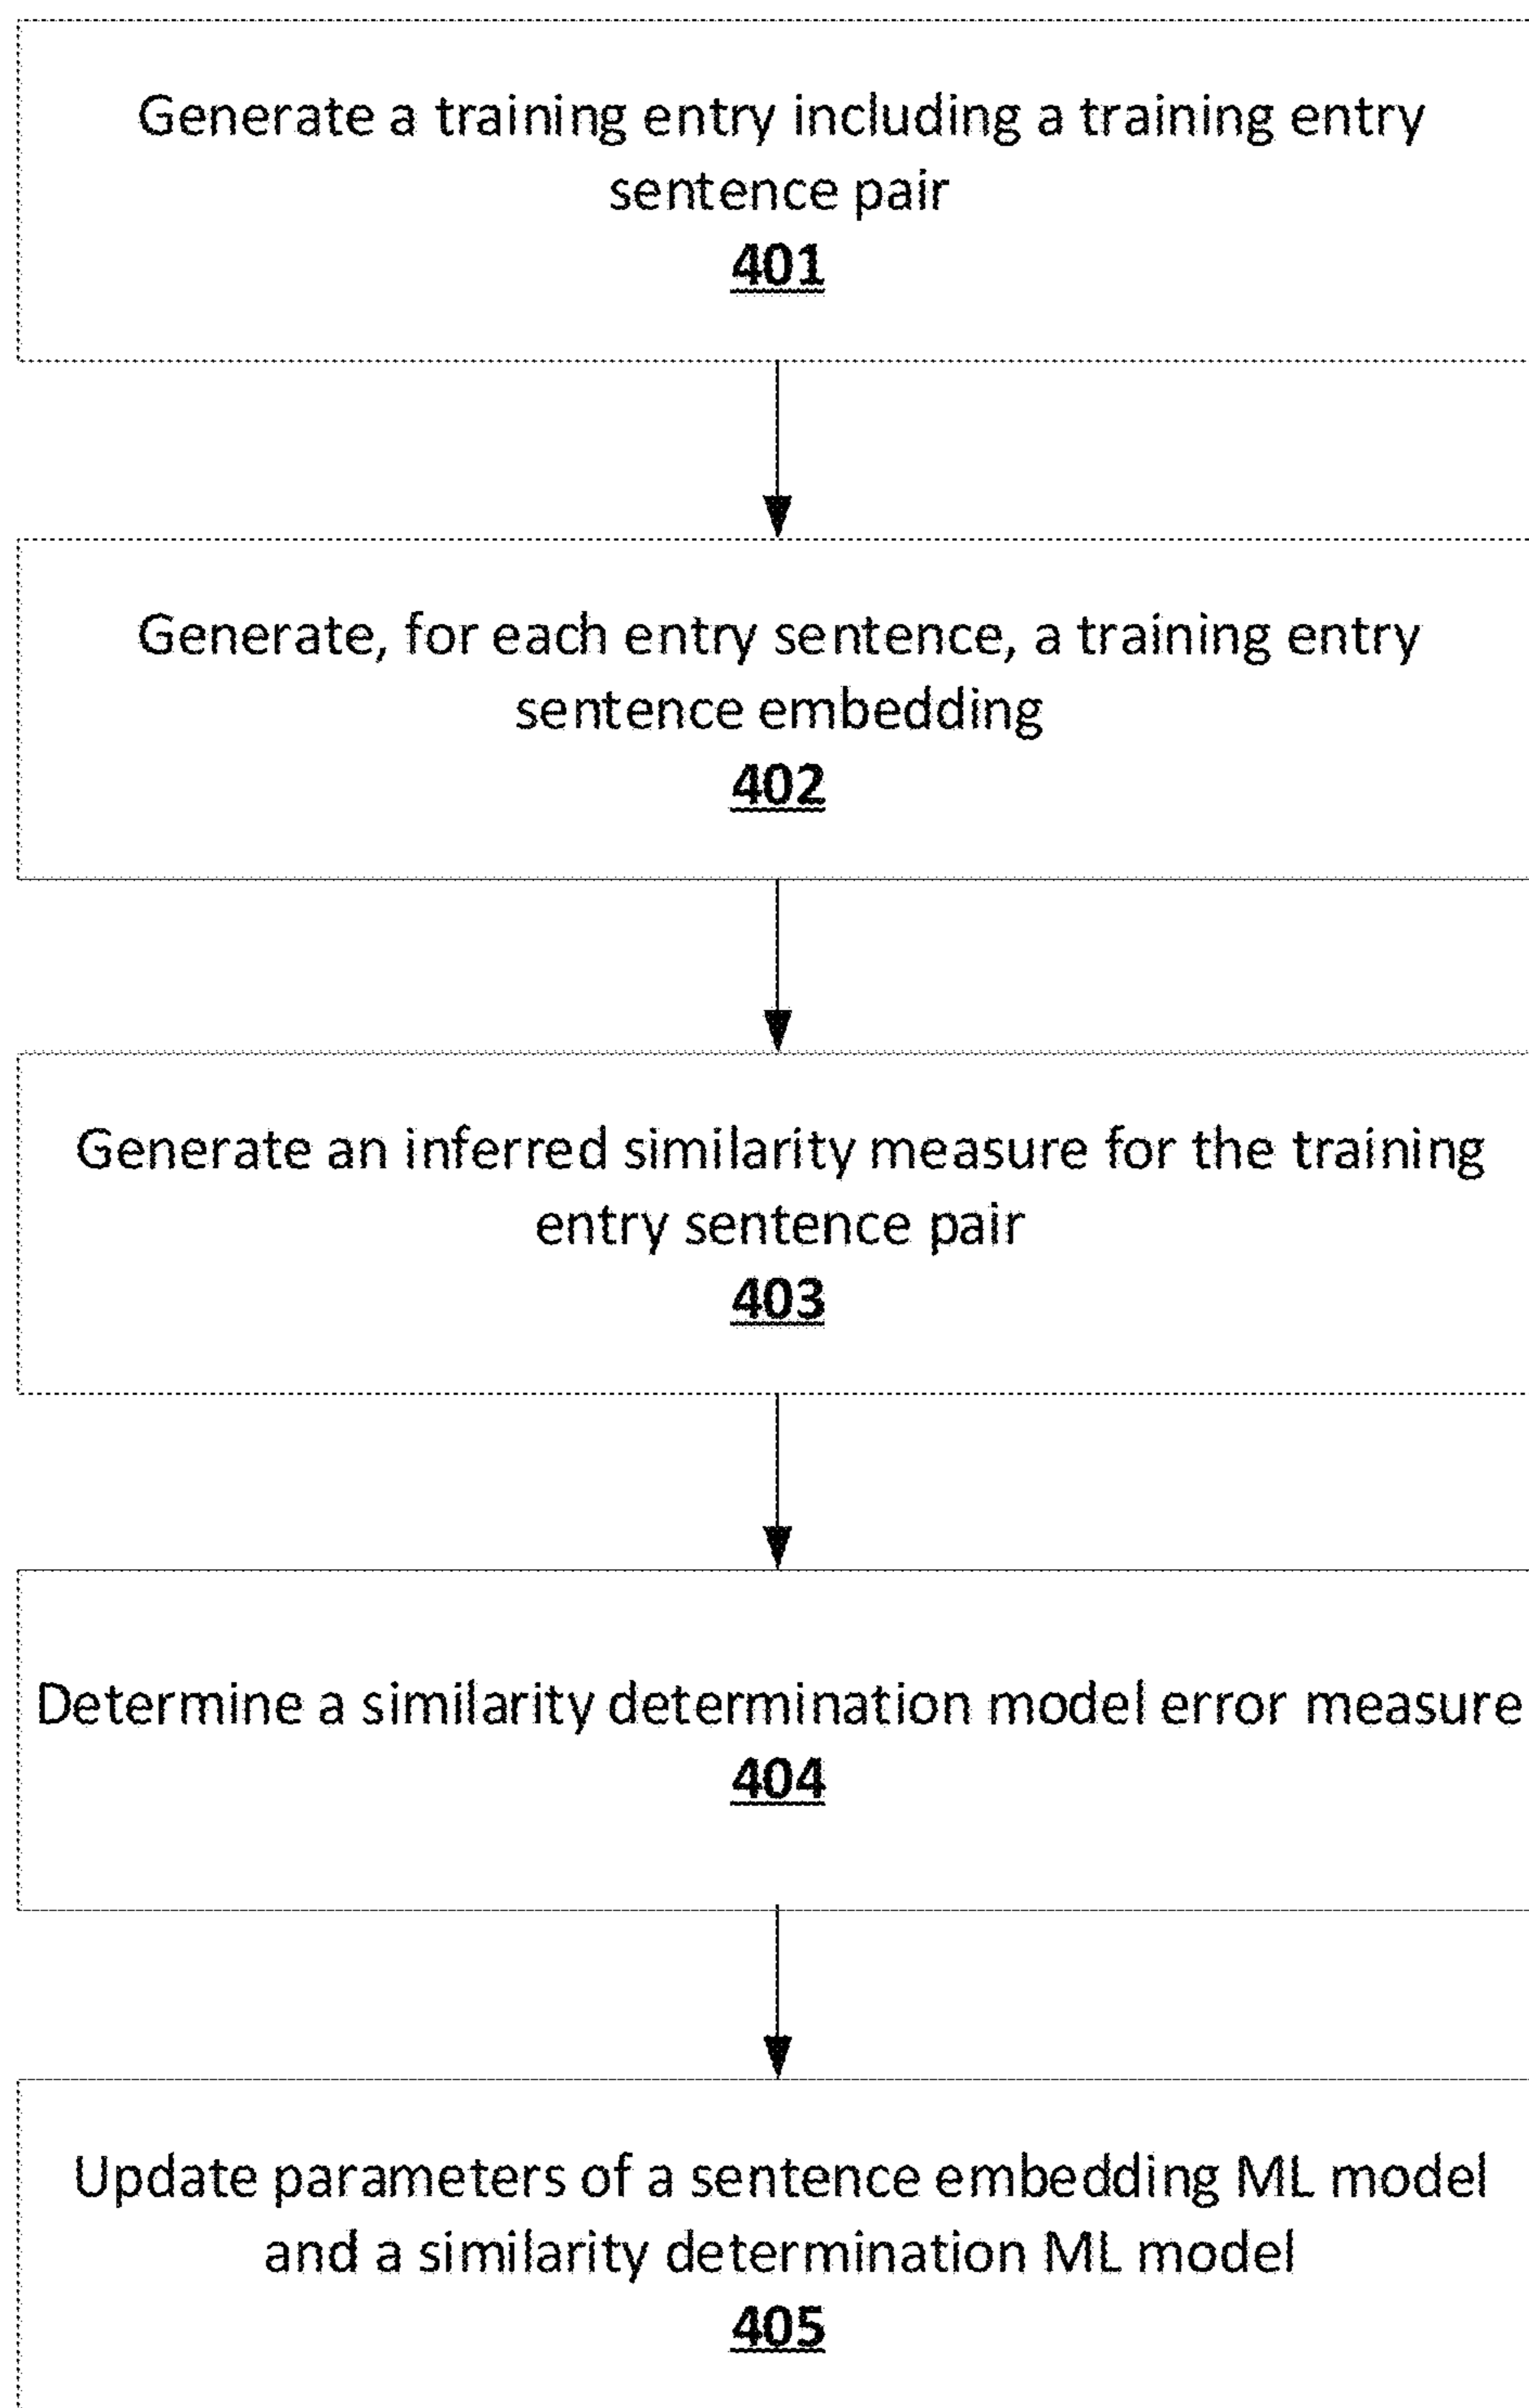 Generate a training entry including a training entry
sentence pair
401
Generate, for each entry sentence, a training entry
sentence embedding
402
Generate an inferred similarity measure for the training
entry sentence pair
403
Determine a similarity determination model error measure
404
Update parameters of a sentence embedding ML model
and a similarity determination ML model
405